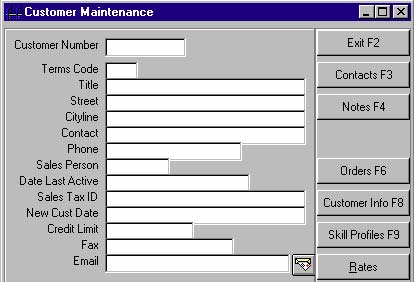 Customer Maintenance
Customer Number
Exit F2
Terms Code
Contacts F3
Title
Street
Notes F4
Cityline
Contact
Phone
Sales Person
Orders F6
Date Last Active
Sales Tax ID
Customer Info F8
New Cust Date
Credit Limit
Skill Profiles F9
Fax
Email
Rates